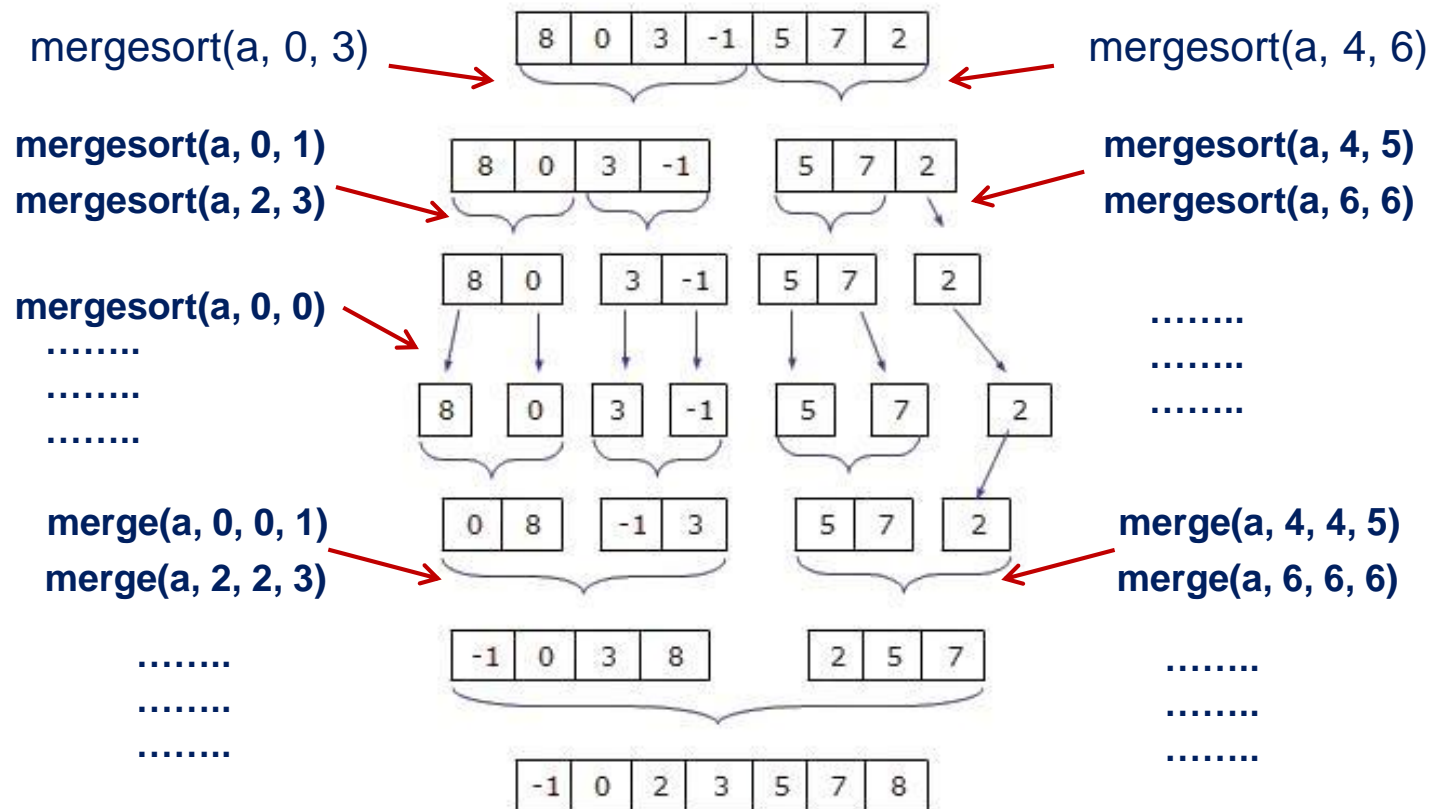 mergesort(a, 0, 3) 8 0 3 -1 5 7 2 mergesort(a, 4, 6)
mergesort(a, 0, 1) mergesort(a, 4, 5)
8 0 3 -1 5 7 2
mergesort(a, 2, 3) mergesort(a, 6, 6)
8 0 3 -1 5 7 2
mergesort(a, 0, 0)
........ ........
........ ........
........ ........
8 0 3 -1 5 7 2
merge(a, 0, 0, 1) 0 8 -1 3 5 7 2 merge(a, 4, 4, 5)
merge(a, 2, 2, 3) merge(a, 6, 6, 6)
-1 0 3 8 2 5 7
........ ........
........ ........
........ ........
-1 0 2 3 5 7 8